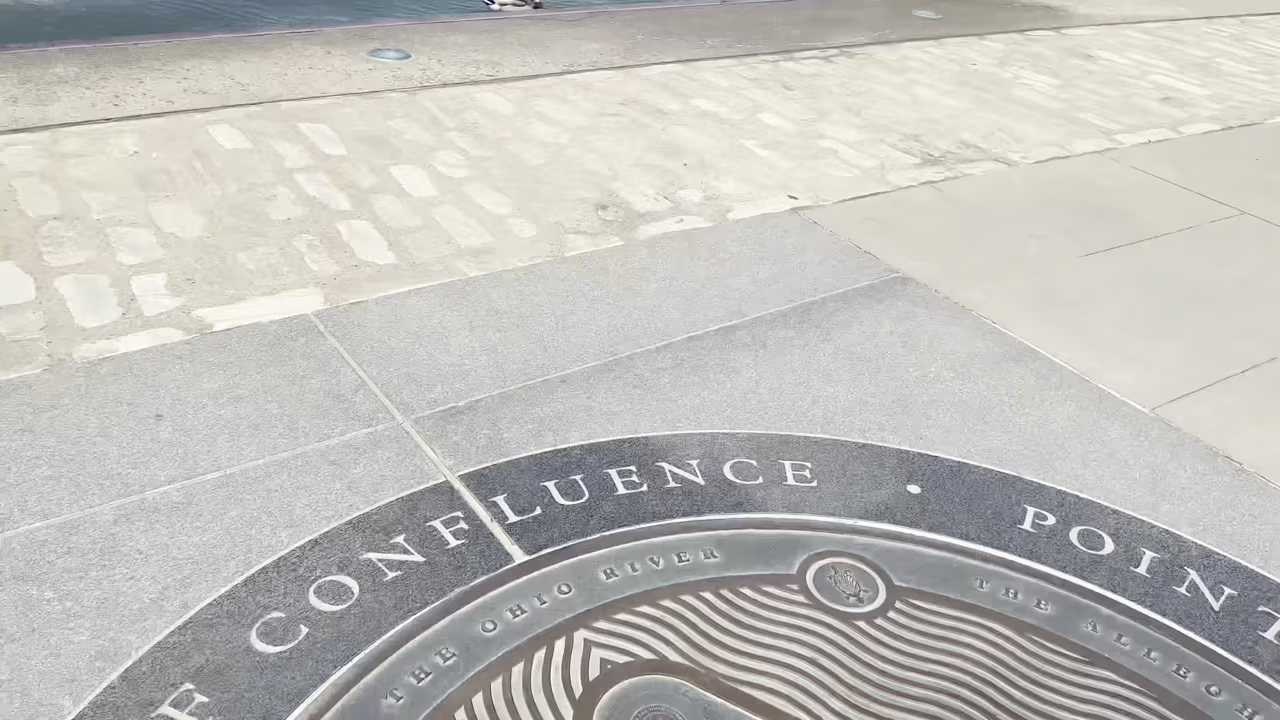 F CONFLUENCE • POINT
THE OHIO RIVER
THE ALLEGH